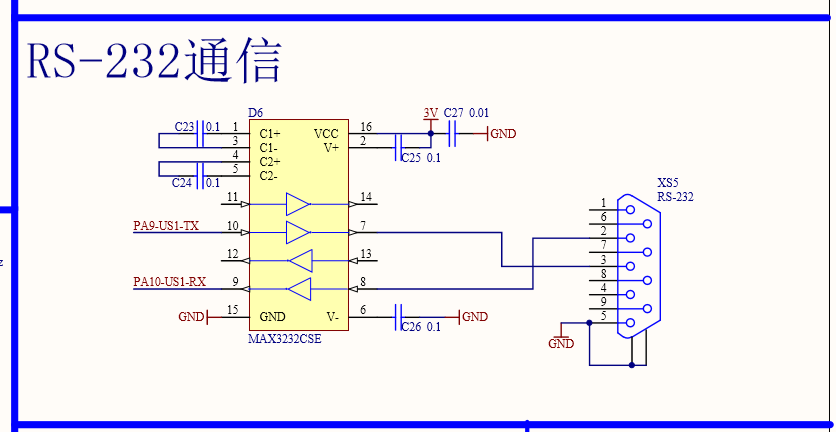 RS-232通信
D6
3V C27 0.01
C23 0.1 1 C1+ VCC 16 GND
3 C1- V+ 2
4 C2+ C25 0.1
5 C2-
C24 0.1
XS5
RS-232
11 14
PA9-US1-TX 10 7
12 13
PA10-US1-RX 9 8
GND 15 GND V- 6 GND
C26 0.1
MAX3232CSE
1
6
2
7
3
8
4
9
5
GND
z